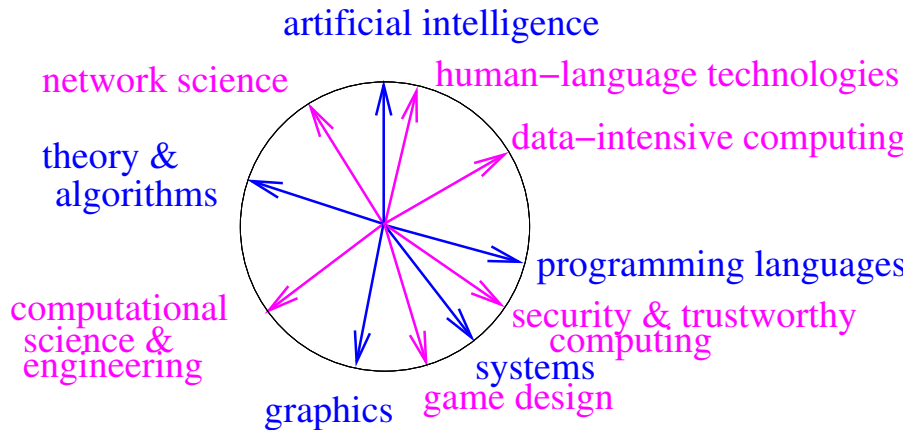 artificial intelligence
network science
human−language technologies
data−intensive computing
theory &
algorithms
programming languages
computational
science &
engineering
security & trustworthy
computing
systems
game design
graphics